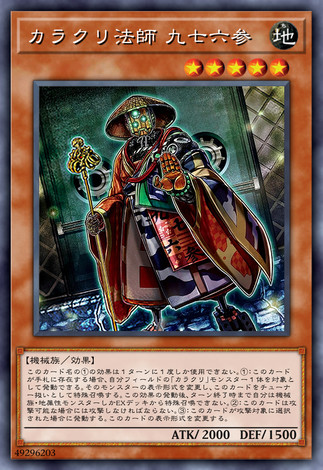 カラクリ法師 九七六参
地
九七六参
【機械族／効果】
このカード名の①の効果は１ターンに１度しか使用できない。①：このカード
が手札に存在する場合、自分フィールドの「カラクリ」モンスター１体を対象と
して発動できる。そのモンスターの表示形式を変更し、このカードをチューナ
ー扱いとして特殊召喚する。この効果の発動後、ターン終了時まで自分は機械
族・地属性モンスターしかEXデッキから特殊召喚できない。②：このカードは攻
撃可能な場合には攻撃しなければならない。③：このカードが攻撃対象に選択
された場合に発動する。このカードの表示形式を変更する。
ATK/ 2000 DEF/1500
49296203